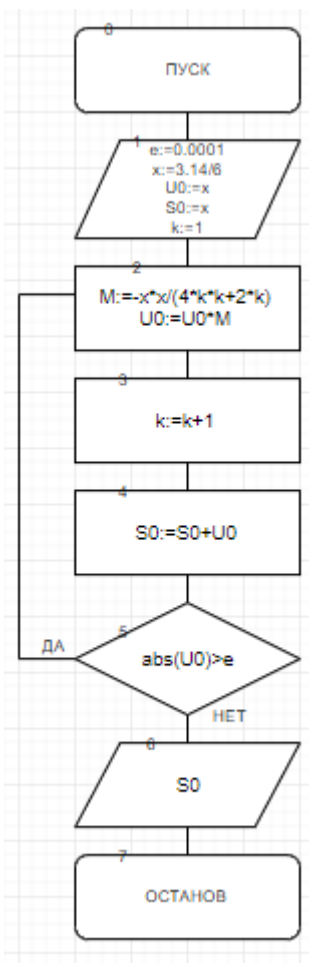 0
ПУСК
1
e:=0.0001
x:=3.14/6
U0:=x
S0:=x
k:=1
2
M:=-x*x/(4*k*k+2*k)
U0:=U0*M
3
k:=k+1
4
S0:=S0+U0
5
ДА
abs(U0)>e
НЕТ
6
S0
7
ОСТАНОВ